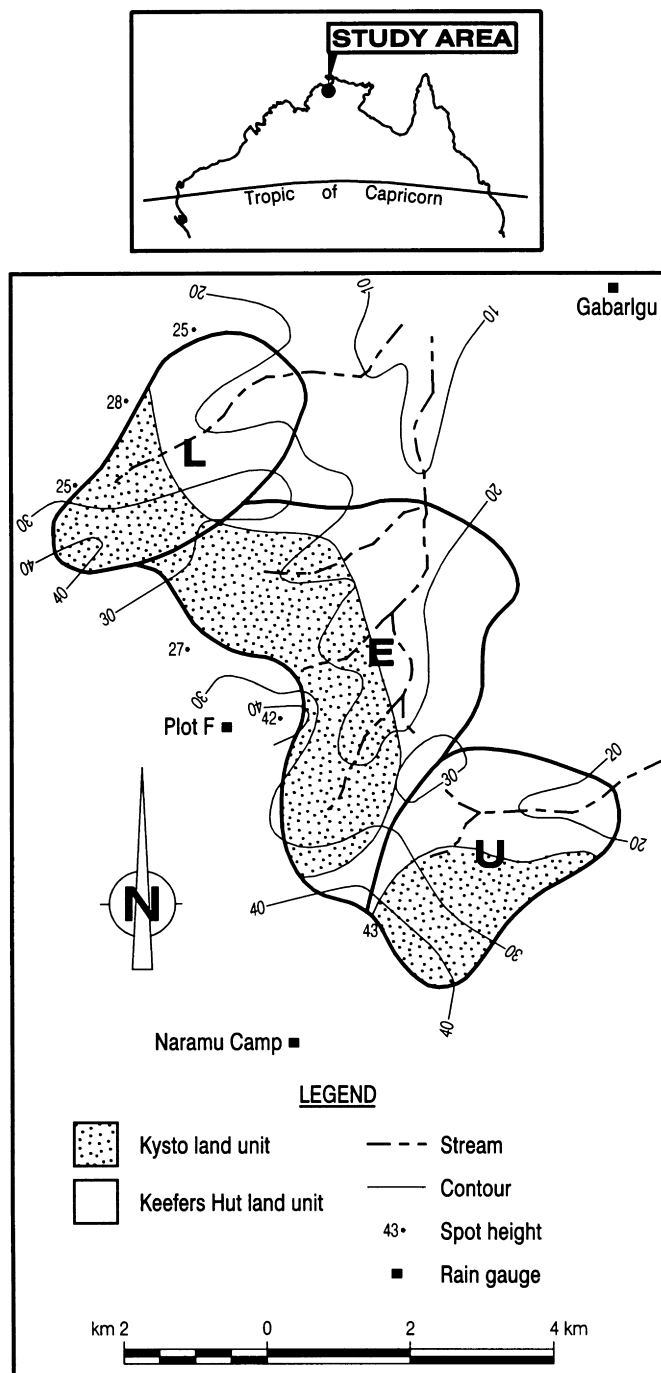 STUDY AREA
Tropic of Capricorn
20
10
Gabarlgu
25
10
28
L
25
30
20
40
40
30
E
27
30
40
42
Plot F
20
30
U
20
N
40
43
30
40
Naramu Camp
LEGEND
Kysto land unit
Stream
Keefers Hut land unit
Contour
43 Spot height
Rain gauge
km 2 0 2 4 km